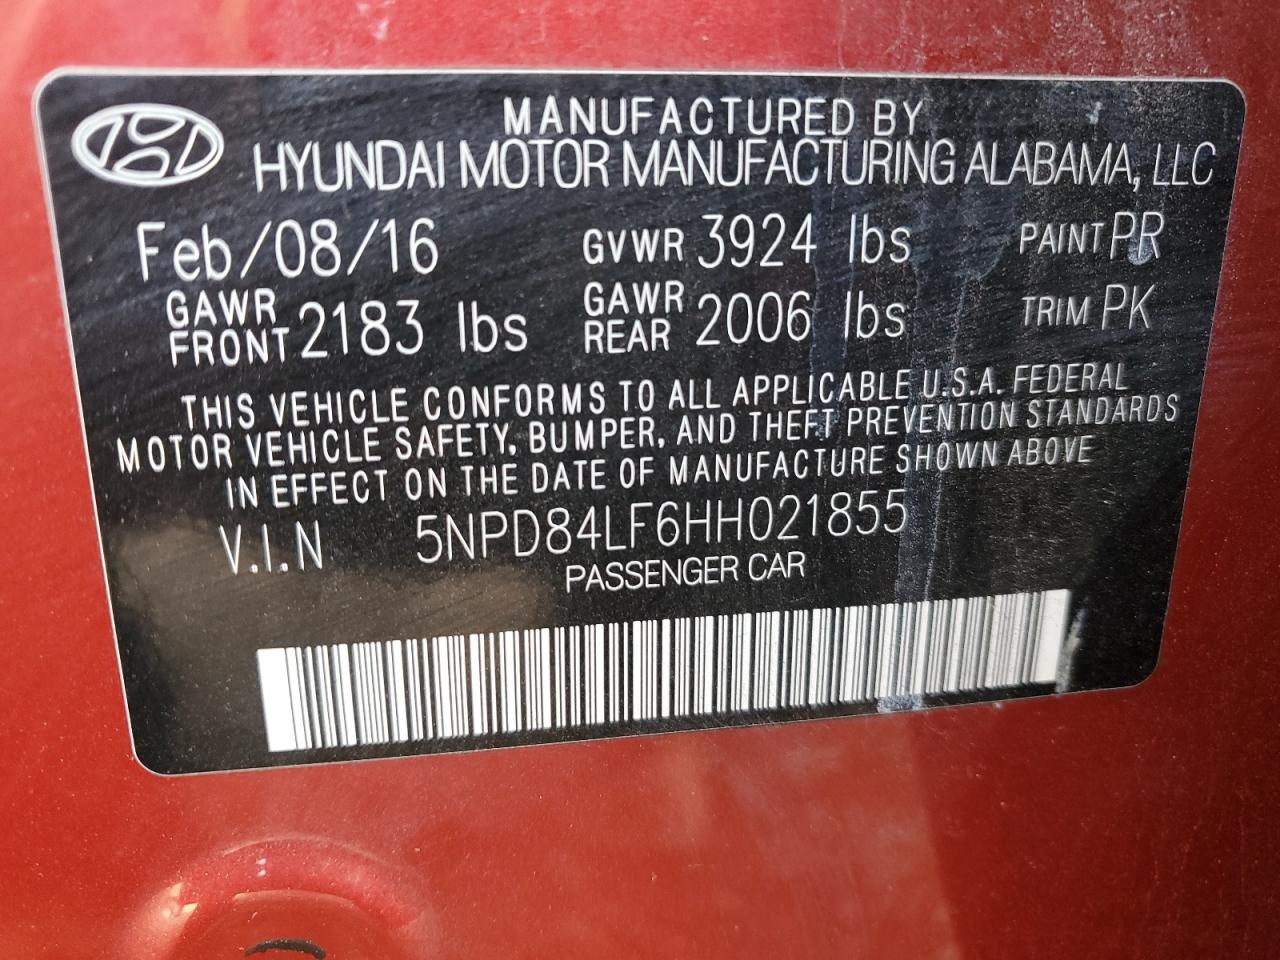 MANUFACTURED BY
HYUNDAI MOTOR MANUFACTURING ALABAMA, LLC
Feb/08/16 GVWR 3924 lbs PAINT PR
GAWR FRONT 2183 lbs GAWR REAR 2006 lbs TRIM PK
THIS VEHICLE CONFORMS TO ALL APPLICABLE U.S.A. FEDERAL
MOTOR VEHICLE SAFETY, BUMPER, AND THEFT PREVENTION STANDARDS
IN EFFECT ON THE DATE OF MANUFACTURE SHOWN ABOVE
V.I.N 5NPD84LF6HH021855
PASSENGER CAR